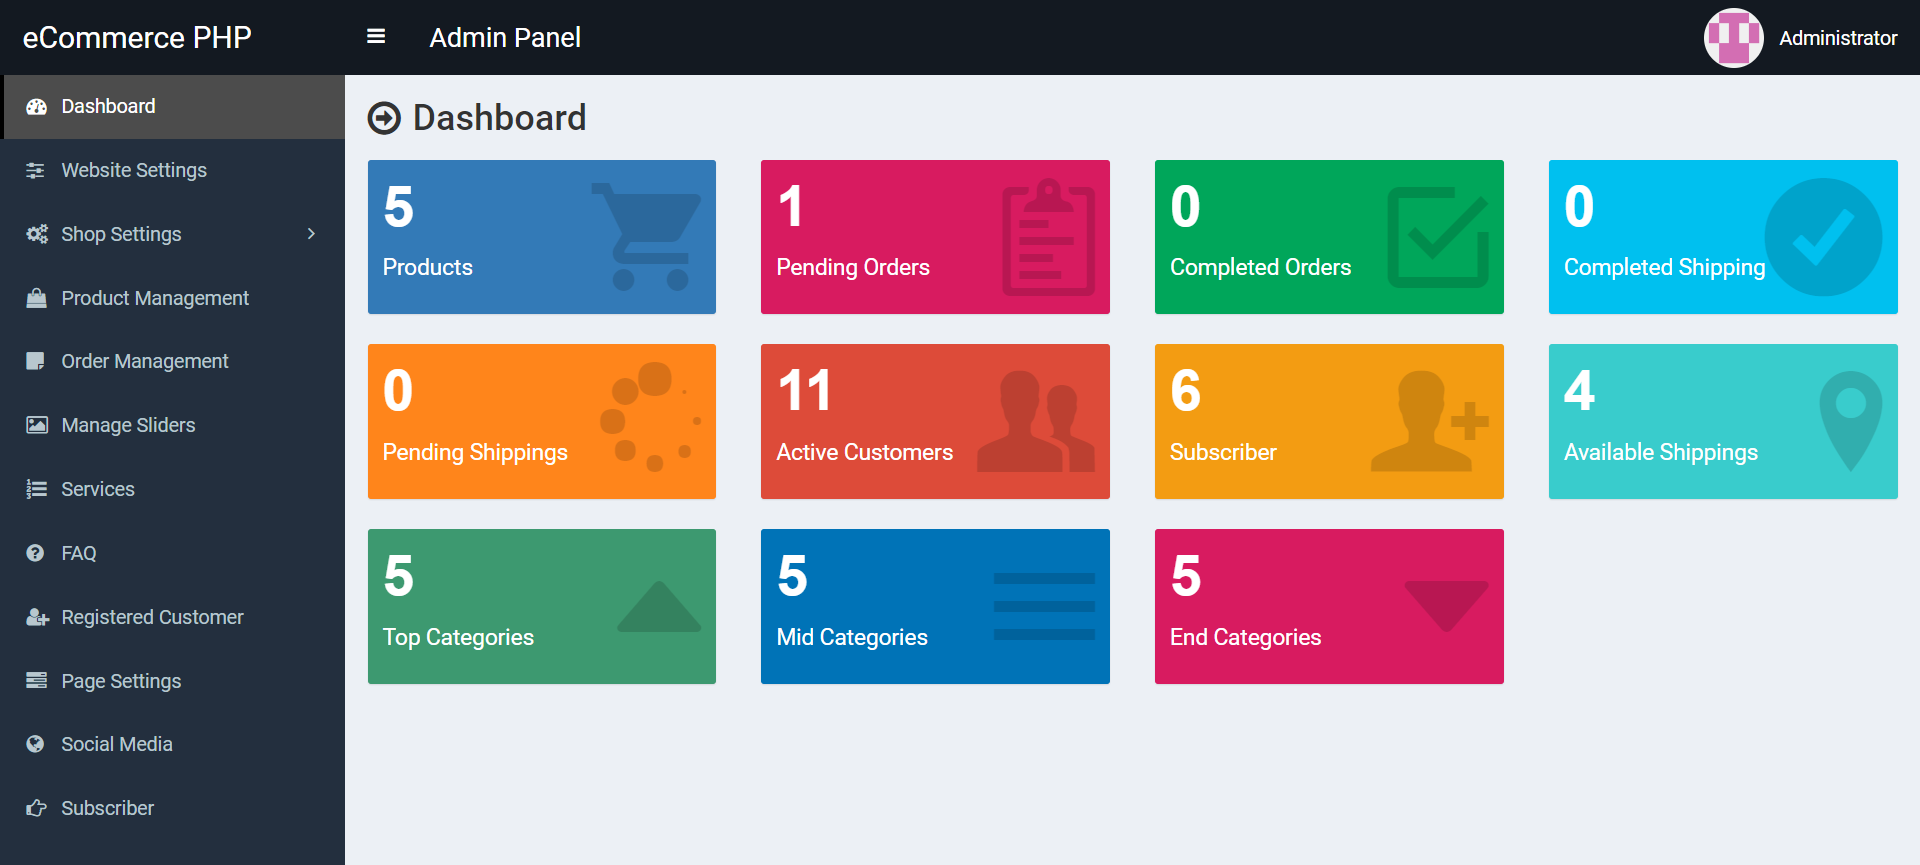 eCommerce PHP
Admin Panel
Administrator
Dashboard
Website Settings
Shop Settings
Product Management
Order Management
Manage Sliders
Services
FAQ
Registered Customer
Page Settings
Social Media
Subscriber
Dashboard
5
Products
1
Pending Orders
0
Completed Orders
0
Completed Shipping
0
Pending Shippings
11
Active Customers
6
Subscriber
4
Available Shippings
5
Top Categories
5
Mid Categories
5
End Categories